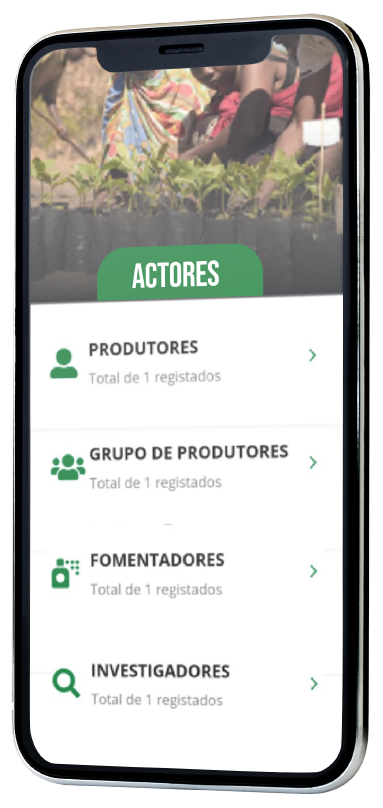 ACTORES
PRODUTORES
Total de 1 registados
GRUPO DE PRODUTORES
Total de 1 registados
FOMENTADORES
Total de 1 registados
INVESTIGADORES
Total de 1 registados